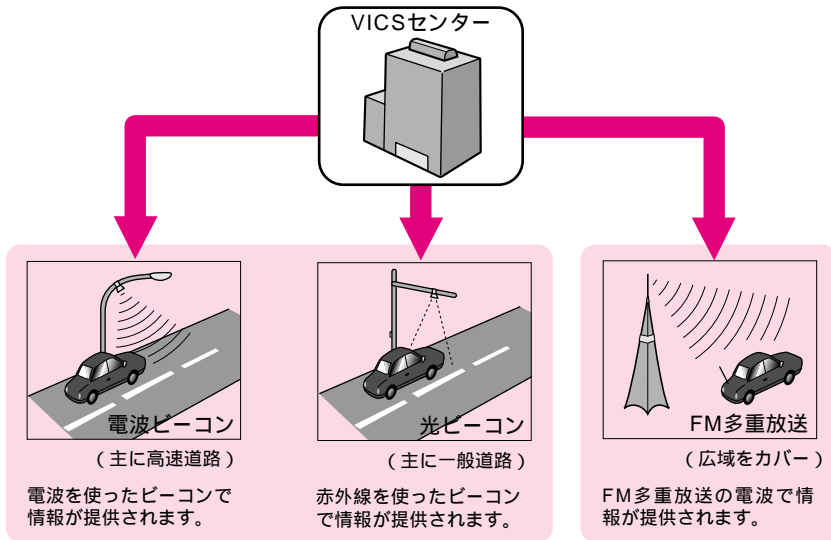 VICSセンター
電波ビーコン
(主に高速道路)
電波を使ったビーコンで
情報が提供されます。
光ビーコン
(主に一般道路)
赤外線を使ったビーコン
で情報が提供されます。
FM多重放送
(広域をカバー)
FM多重放送の電波で情
報が提供されます。